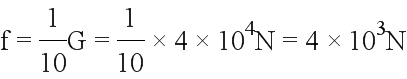 f = 1/10 G = 1/10 × 4 × 10⁴N = 4 × 10³N